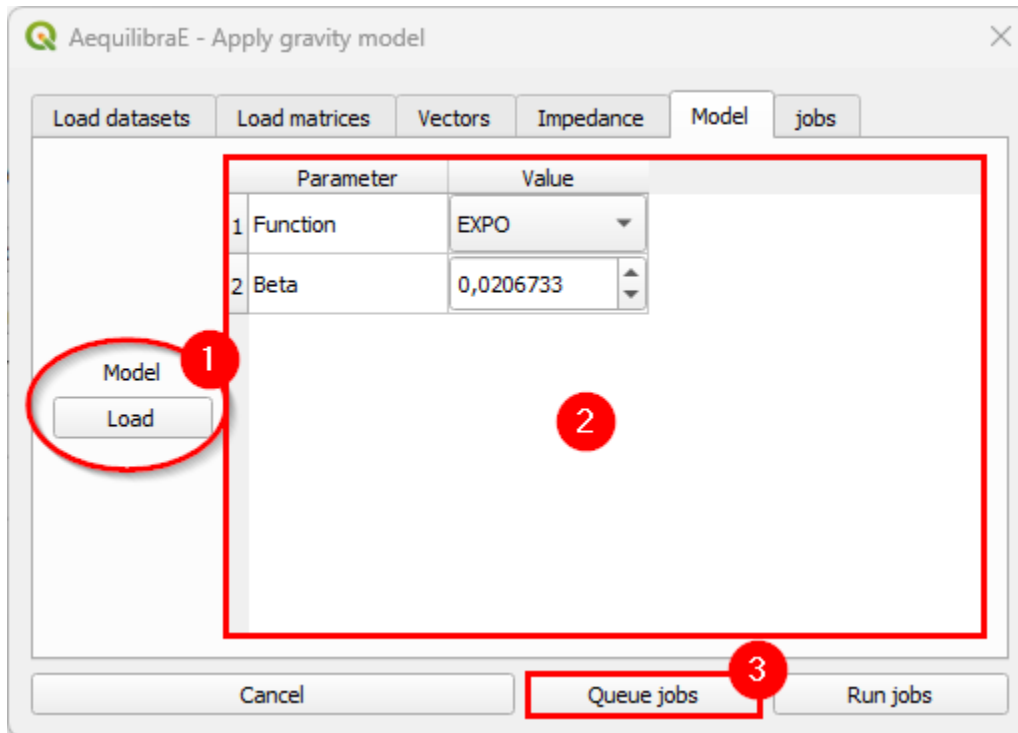 AequilibraE - Apply gravity model
Load datasets Load matrices Vectors Impedance Model jobs
Parameter Value
1 Function EXPO
2 Beta 0,0206733
1
Model
Load
2
3
Cancel Queue jobs Run jobs